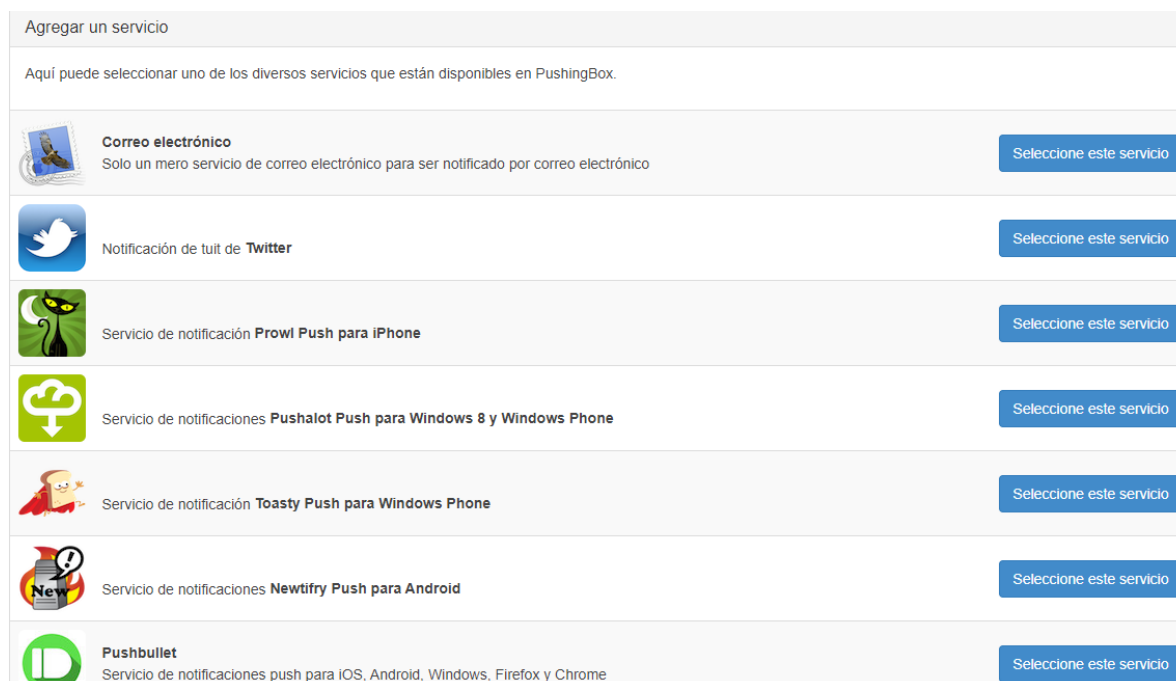 Agregar un servicio
Aquí puede seleccionar uno de los diversos servicios que están disponibles en PushingBox.
Correo electrónico
Solo un mero servicio de correo electrónico para ser notificado por correo electrónico
Seleccione este servicio
Notificación de tuit de Twitter
Seleccione este servicio
Servicio de notificación Prowl Push para iPhone
Seleccione este servicio
Servicio de notificaciones Pushalot Push para Windows 8 y Windows Phone
Seleccione este servicio
Servicio de notificación Toasty Push para Windows Phone
Seleccione este servicio
!
New
Servicio de notificaciones Newtifry Push para Android
Seleccione este servicio
Pushbullet
Servicio de notificaciones push para iOS, Android, Windows, Firefox y Chrome
Seleccione este servicio